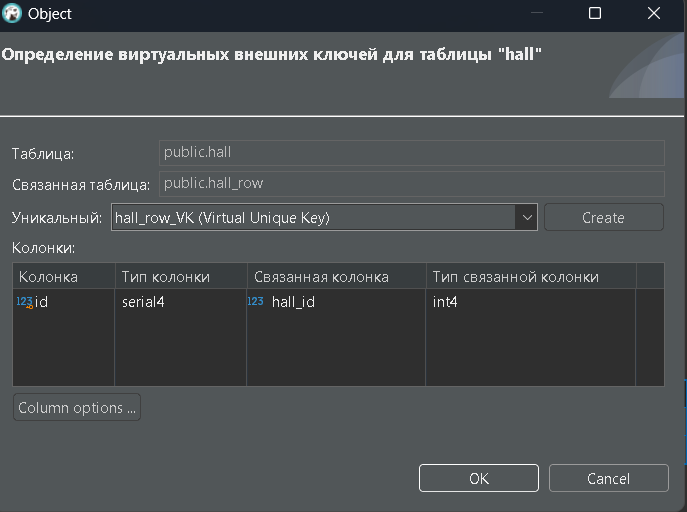 Object
Определение виртуальных внешних ключей для таблицы "hall"
Таблица: public.hall
Связанная таблица: public.hall_row
Уникальный: hall_row_VK (Virtual Unique Key) Create
Колонки:
Колонка Тип колонки Связанная колонка Тип связанной колонки
123 id serial4 123 hall_id int4
Column options ...
OK Cancel